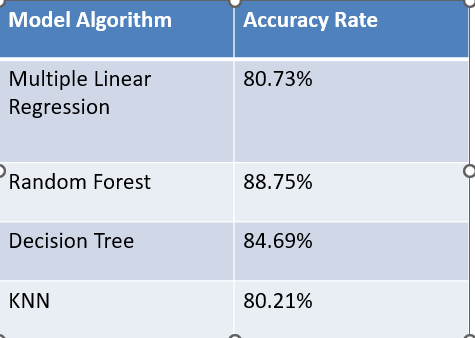 Model Algorithm Accuracy Rate
Multiple Linear 80.73%
Regression
Random Forest 88.75%
Decision Tree 84.69%
KNN 80.21%